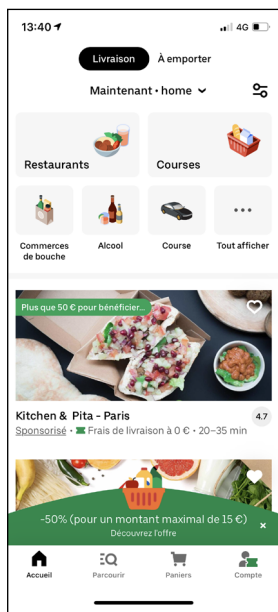 13:40
4G
Livraison
À emporter
Maintenant • home
Restaurants
Courses
Commerces
de bouche
Alcool
Course
Tout afficher
Plus que 50 € pour bénéficier...
Kitchen & Pita - Paris
4.7
Sponsorisé • Frais de livraison à 0 € • 20–35 min
-50% (pour un montant maximal de 15 €)
Découvrez l'offre
Accueil
Parcourir
Paniers
Compte